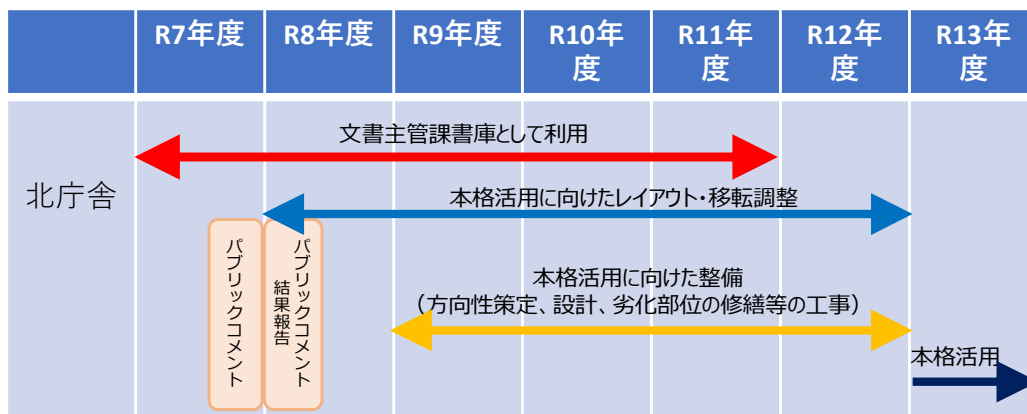 R7年度
R8年度
R9年度
R10年
度
R11年
度
R12年
度
R13年
度
北庁舎
文書主管課書庫として利用
本格活用に向けたレイアウト・移転調整
パブリックコメント
パブリックコメント
結果報告
本格活用に向けた整備
（方向性策定、設計、劣化部位の修繕等の工事）
本格活用